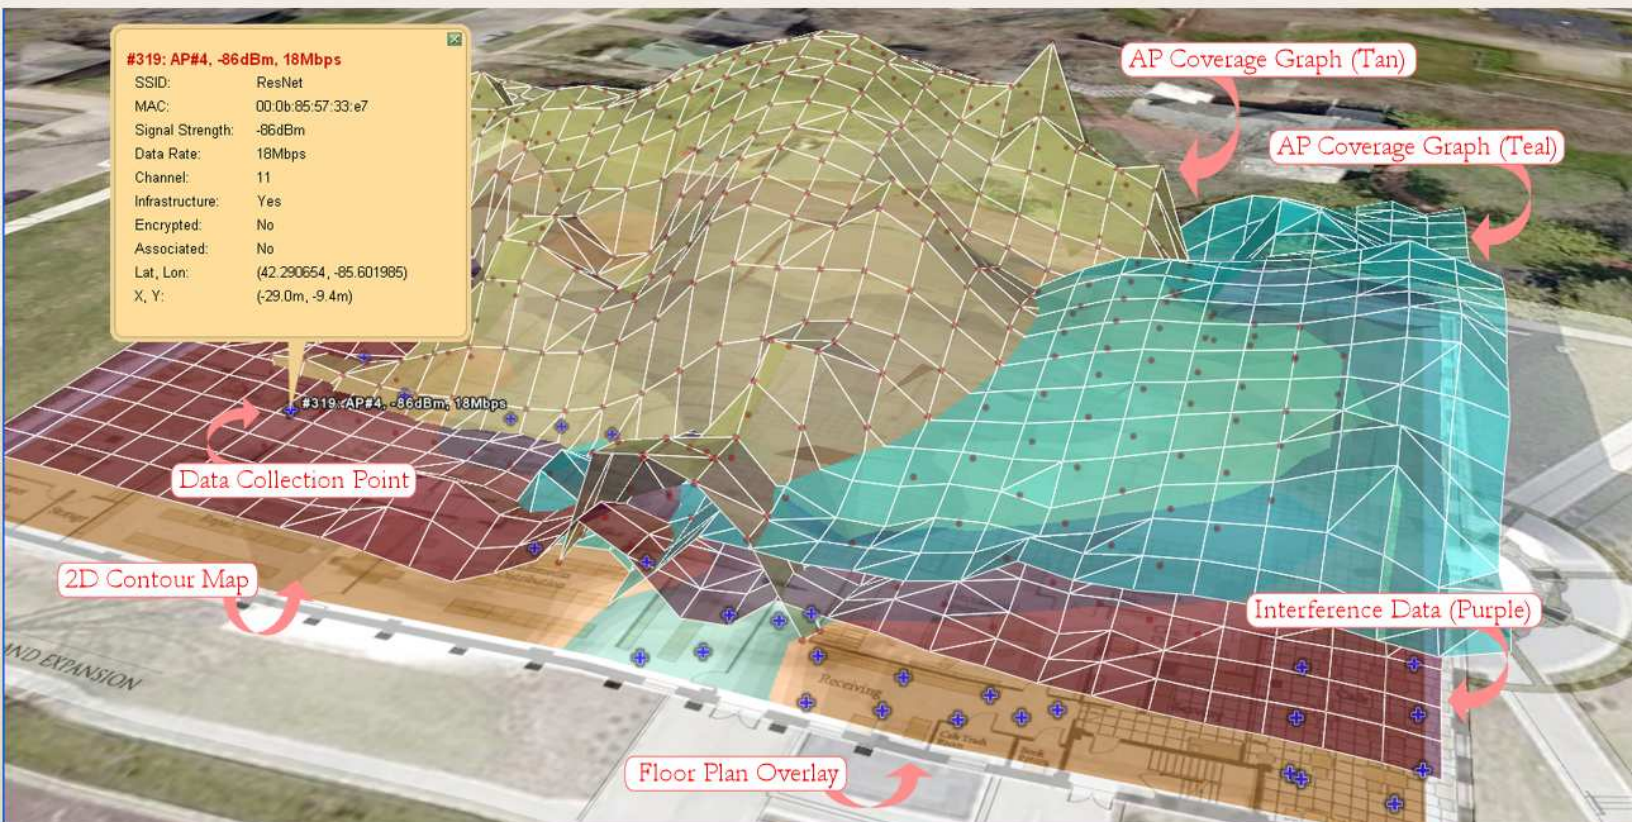 #319: AP#4, -86dBm, 18Mbps
SSID: ResNet
MAC: 00:0b:85:57:33:e7
Signal Strength: -86dBm
Data Rate: 18Mbps
Channel: 11
Infrastructure: Yes
Encrypted: No
Associated: No
Lat, Lon: (42.290654, -85.601985)
X, Y: (-29.0m, -9.4m)
AP Coverage Graph (Tan)
AP Coverage Graph (Teal)
#319: AP#4, -86dBm, 18Mbps
Data Collection Point
2D Contour Map
Interference Data (Purple)
AND EXPANSION
Receiving
Floor Plan Overlay